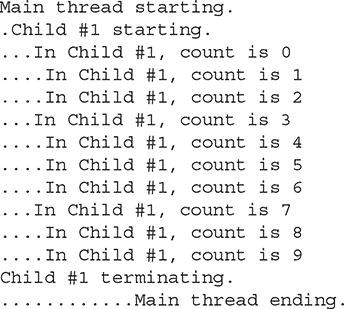 Main thread starting.
.Child #1 starting.
...In Child #1, count is 0
....In Child #1, count is 1
....In Child #1, count is 2
...In Child #1, count is 3
....In Child #1, count is 4
....In Child #1, count is 5
....In Child #1, count is 6
...In Child #1, count is 7
....In Child #1, count is 8
....In Child #1, count is 9
Child #1 terminating.
............Main thread ending.